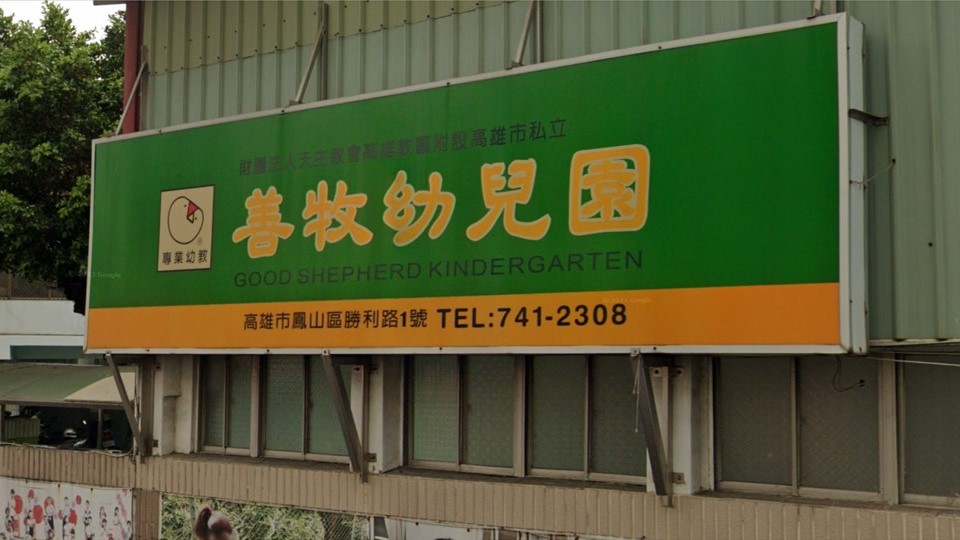 財團法人天主教會高雄教區附設高雄市私立
善牧幼兒園
專業幼教
GOOD SHEPHERD KINDERGARTEN
高雄市鳳山區勝利路1號 TEL:741-2308